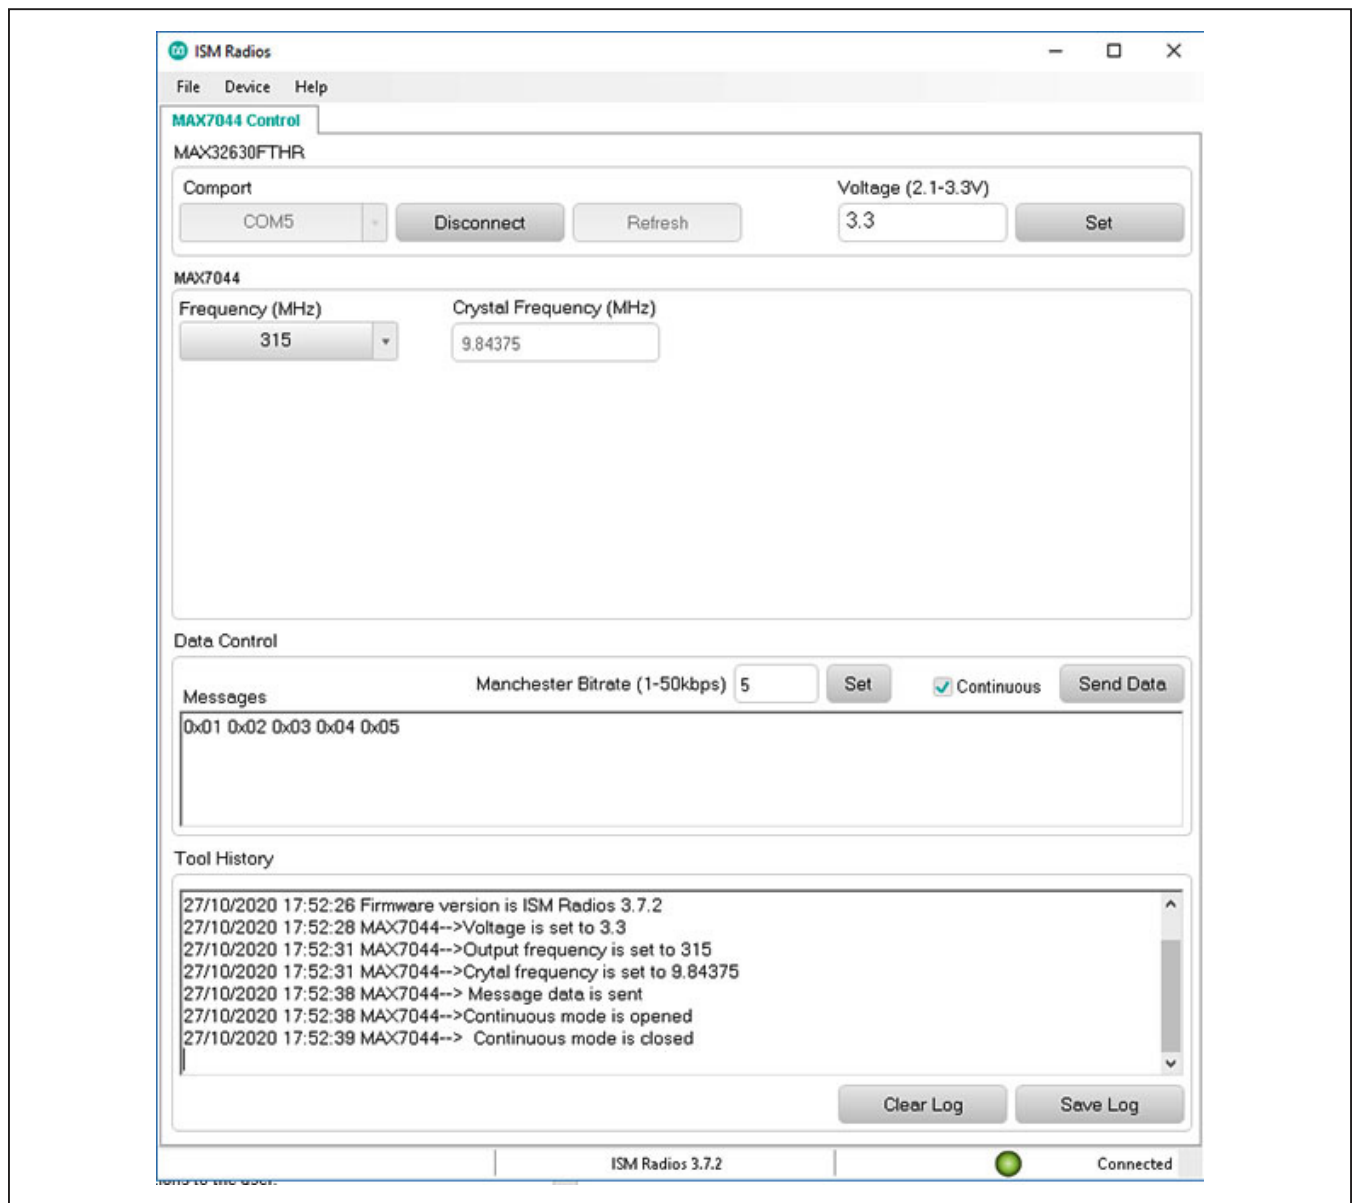 ISM Radios
File Device Help
MAX7044 Control
MAX32630FTHR
Comport Voltage (2.1-3.3V)
COM5 Disconnect Refresh 3.3 Set
MAX7044
Frequency (MHz) Crystal Frequency (MHz)
315 9.84375
Data Control
Messages Manchester Bitrate (1-50kbps) 5 Set Continuous Send Data
0x01 0x02 0x03 0x04 0x05
Tool History
27/10/2020 17:52:26 Firmware version is ISM Radios 3.7.2
27/10/2020 17:52:28 MAX7044-->Voltage is set to 3.3
27/10/2020 17:52:31 MAX7044-->Output frequency is set to 315
27/10/2020 17:52:31 MAX7044-->Crytal frequency is set to 9.84375
27/10/2020 17:52:38 MAX7044--> Message data is sent
27/10/2020 17:52:38 MAX7044-->Continuous mode is opened
27/10/2020 17:52:39 MAX7044--> Continuous mode is closed
Clear Log Save Log
ISM Radios 3.7.2 Connected